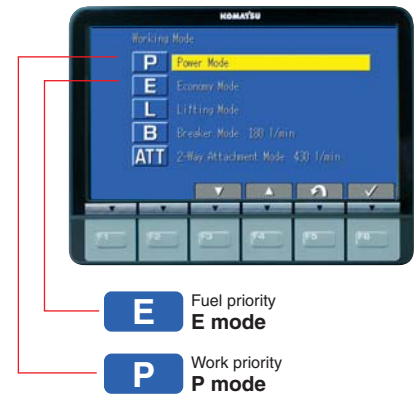 KOMATSU
Working Mode
P Power Mode
E Economy Mode
L Lifting Mode
B Breaker Mode 180 l/min
ATT 2-Way Attachment Mode 430 l/min
F1 F2 F3 F4 F5 F6
E Fuel priority
E mode
P Work priority
P mode